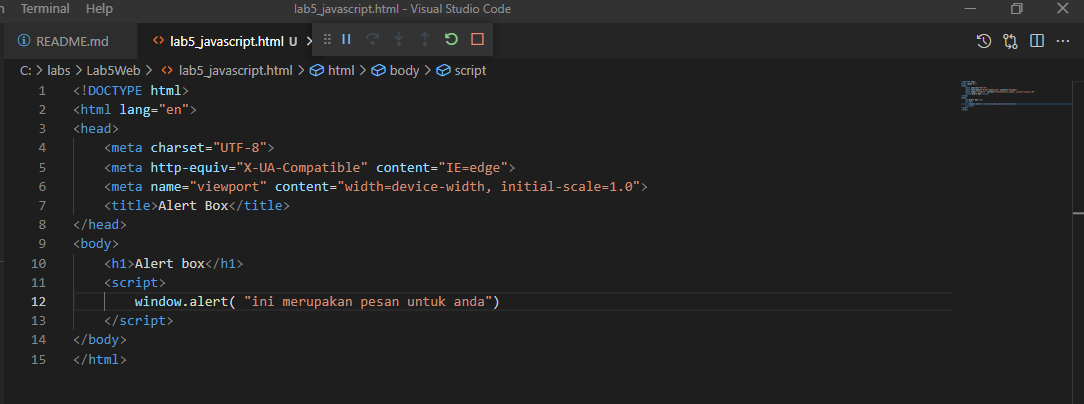 Terminal Help lab5_javascript.html - Visual Studio Code
README.md lab5_javascript.html U
C: > labs > Lab5Web > lab5_javascript.html > html > body > script
1 <!DOCTYPE html>
2 <html lang="en">
3 <head>
4 <meta charset="UTF-8">
5 <meta http-equiv="X-UA-Compatible" content="IE=edge">
6 <meta name="viewport" content="width=device-width, initial-scale=1.0">
7 <title>Alert Box</title>
8 </head>
9 <body>
10 <h1>Alert box</h1>
11 <script>
12 window.alert( "ini merupakan pesan untuk anda")
13 </script>
14 </body>
15 </html>